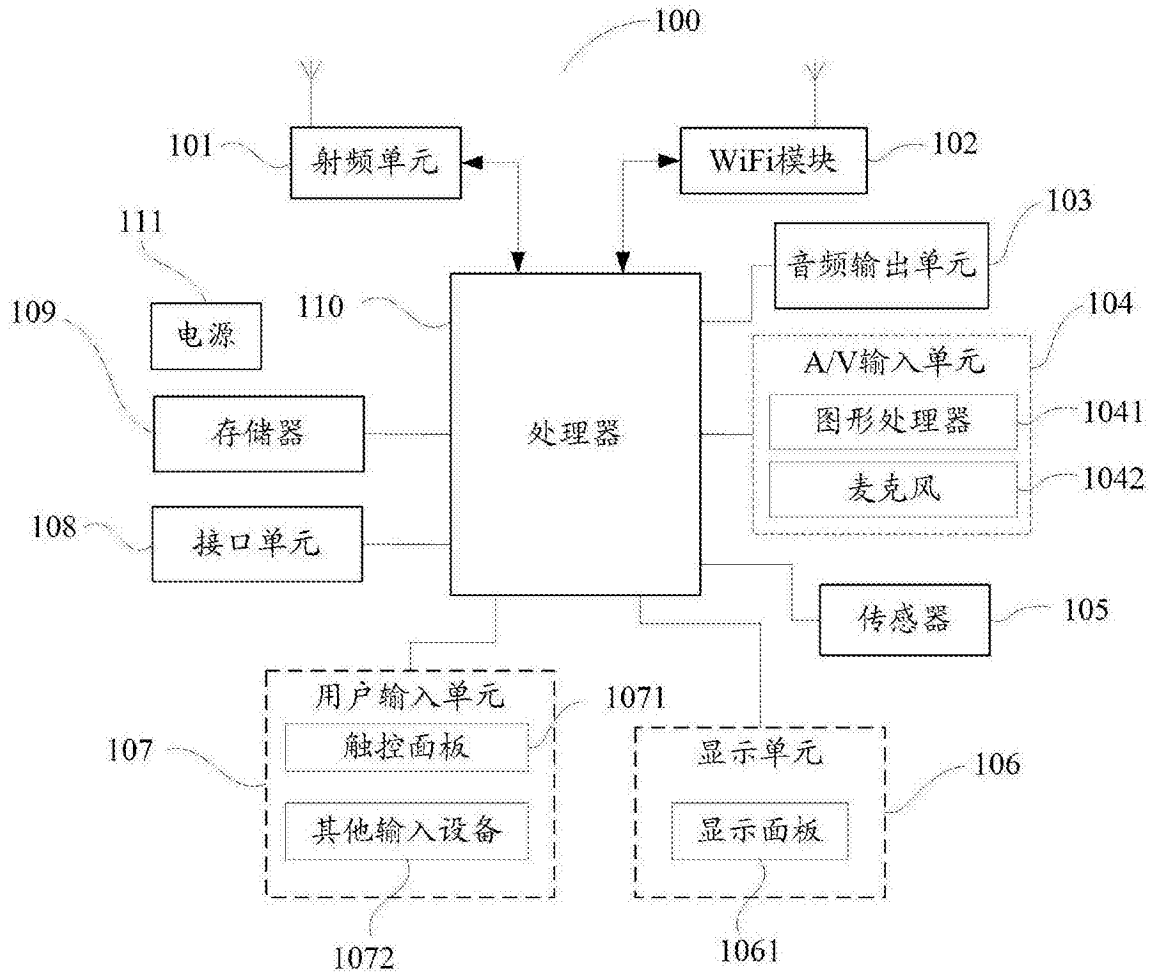 100
101
射频单元
WiFi模块
102
111
103
音频输出单元
109
电源
110
104
A/V输入单元
存储器
处理器
图形处理器
1041
麦克风
1042
108
接口单元
传感器
105
用户输入单元
1071
107
触控面板
显示单元
106
其他输入设备
显示面板
1072
1061